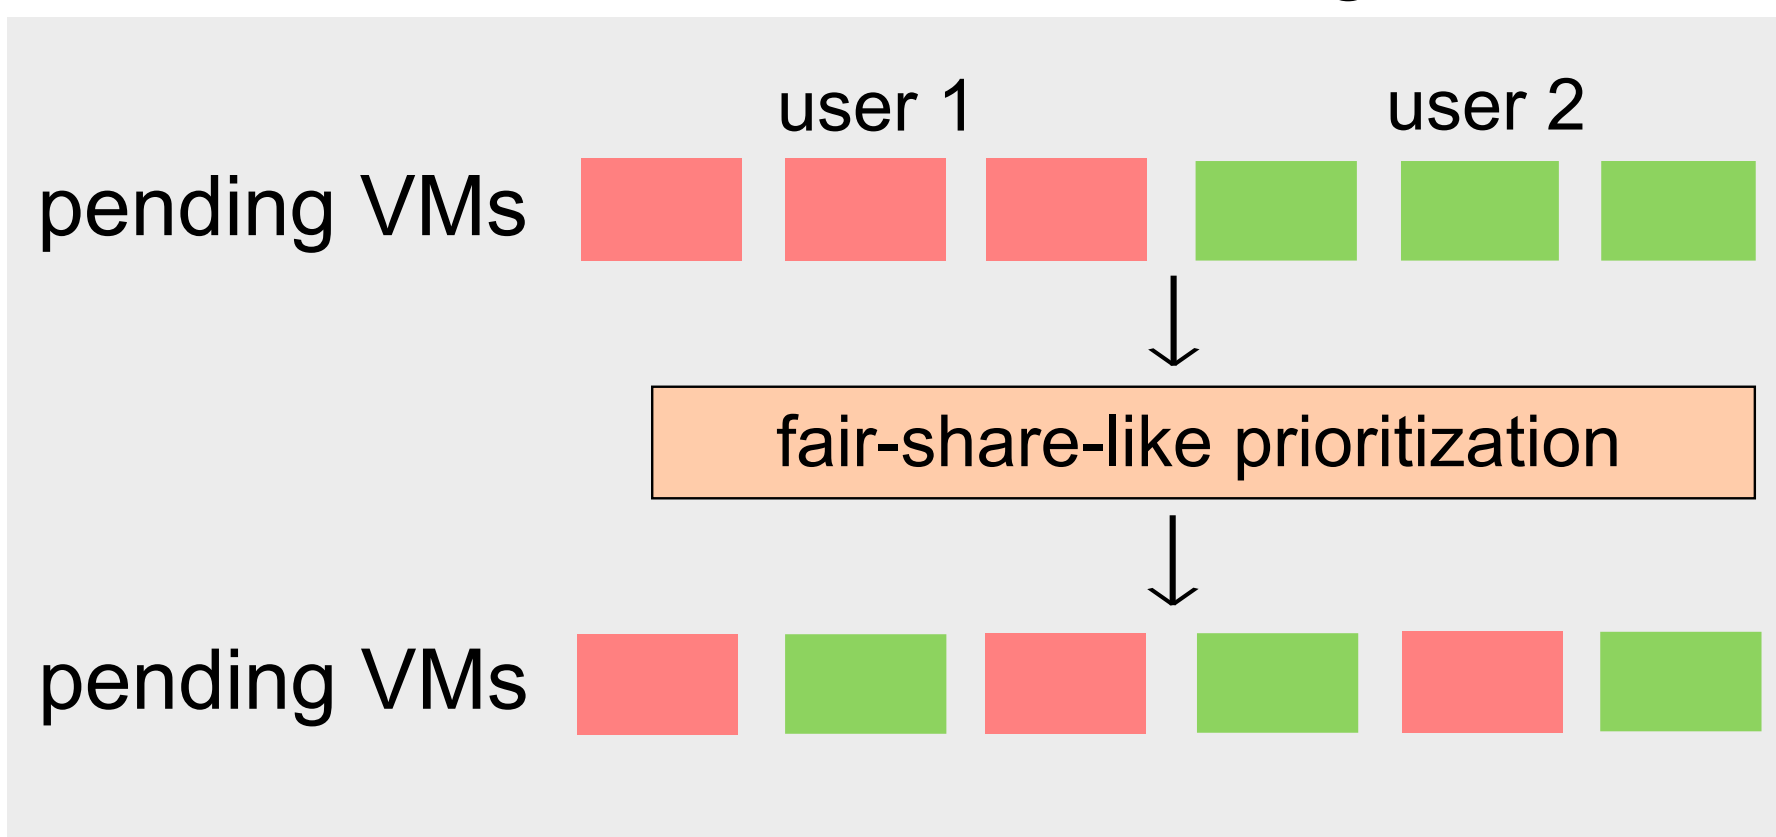 user 1
user 2
pending VMs
fair-share-like prioritization
pending VMs